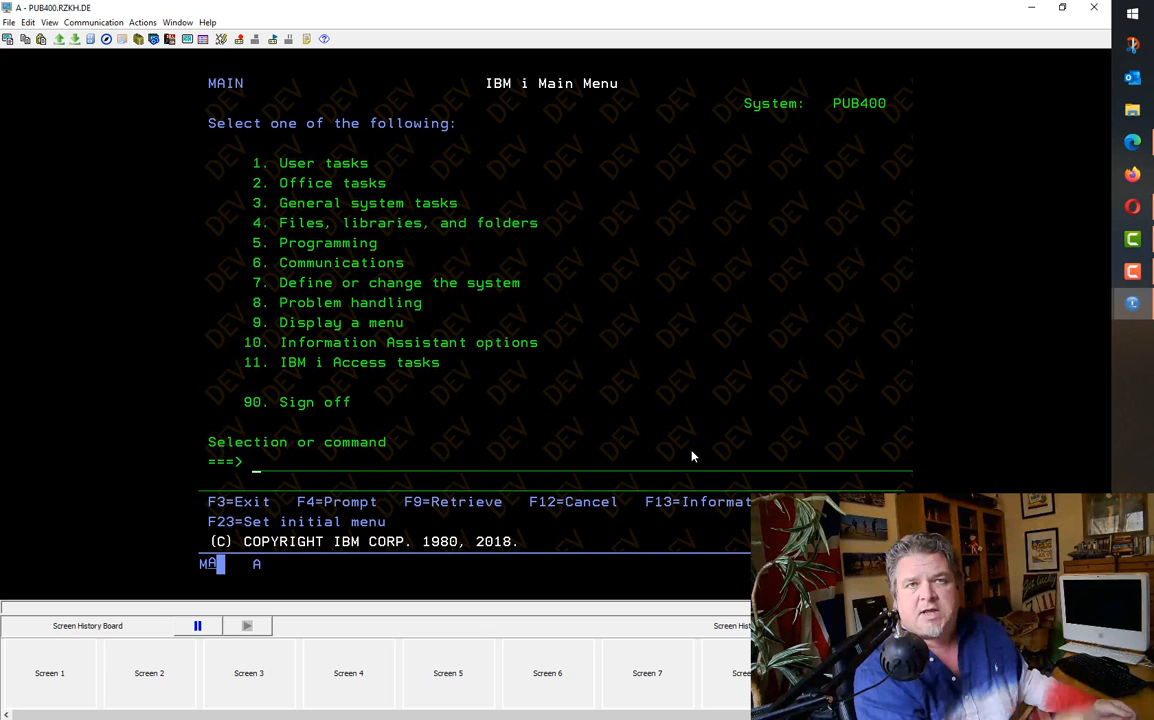 A - PUB400.RZKH.DE
File Edit View Communication Actions Window Help
MAIN IBM i Main Menu
System: PUB400
Select one of the following:
1. User tasks
2. Office tasks
3. General system tasks
4. Files, libraries, and folders
5. Programming
6. Communications
7. Define or change the system
8. Problem handling
9. Display a menu
10. Information Assistant options
11. IBM i Access tasks
90. Sign off
Selection or command
===>
F3=Exit F4=Prompt F9=Retrieve F12=Cancel F13=Informat
F23=Set initial menu
(C) COPYRIGHT IBM CORP. 1980, 2018.
MA A
Screen History Board Screen His
Screen 1 Screen 2 Screen 3 Screen 4 Screen 5 Screen 6 Screen 7 Scree
DEV